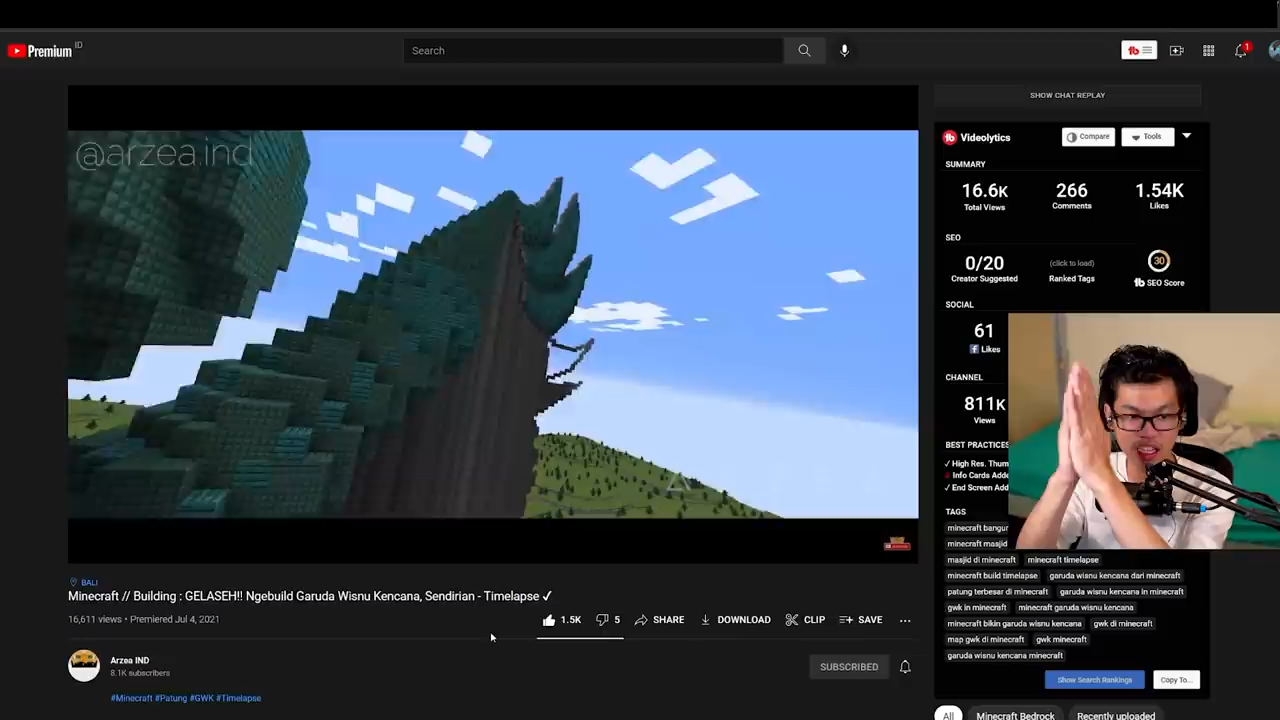 Premium ID
Search
1
SHOW CHAT REPLAY
@arzea.ind
Videolytics
Compare
Tools
SUMMARY
16.6K
266
1.54K
Total Views
Comments
Likes
SEO
0/20
(click to load)
30
Creator Suggested
Ranked Tags
SEO Score
SOCIAL
61
Likes
CHANNEL
811K
Views
BEST PRACTICES
✓ High Res. Thum
Info Cards Adde
✓ End Screen Add
TAGS
minecraft bangu
minecraft masjid
masjid di minecraft
minecraft timelapse
minecraft build timelapse
garuda wisnu kencana dari minecraft
patung terbesar di minecraft
garuda wisnu kencana in minecraft
gwk in minecraft
minecraft garuda wisnu kencana
minecraft bikin garuda wisnu kencana
gwk di minecraft
map gwk di minecraft
gwk minecraft
garuda wisnu kencana minecraft
Show Search Rankings
Copy To...
All
Minecraft Bedrock
Recently uploaded
BALI
Minecraft // Building : GELASEH!! Ngebuild Garuda Wisnu Kencana, Sendirian - Timelapse ✓
16,611 views • Premiered Jul 4, 2021
1.5K
5
SHARE
DOWNLOAD
CLIP
SAVE
Arzea IND
8.1K subscribers
SUBSCRIBED
#Minecraft #Patung #GWK #Timelapse